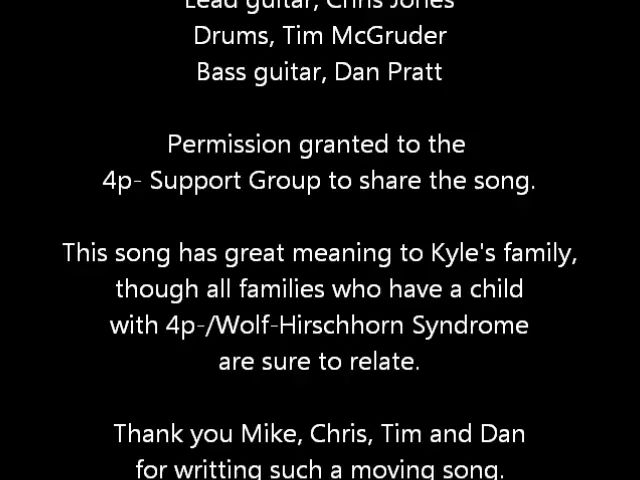 Lead guitar, Chris Jones
Drums, Tim McGruder
Bass guitar, Dan Pratt
Permission granted to the
4p- Support Group to share the song.
This song has great meaning to Kyle's family,
though all families who have a child
with 4p-/Wolf-Hirschhorn Syndrome
are sure to relate.
Thank you Mike, Chris, Tim and Dan
for writting such a moving song.